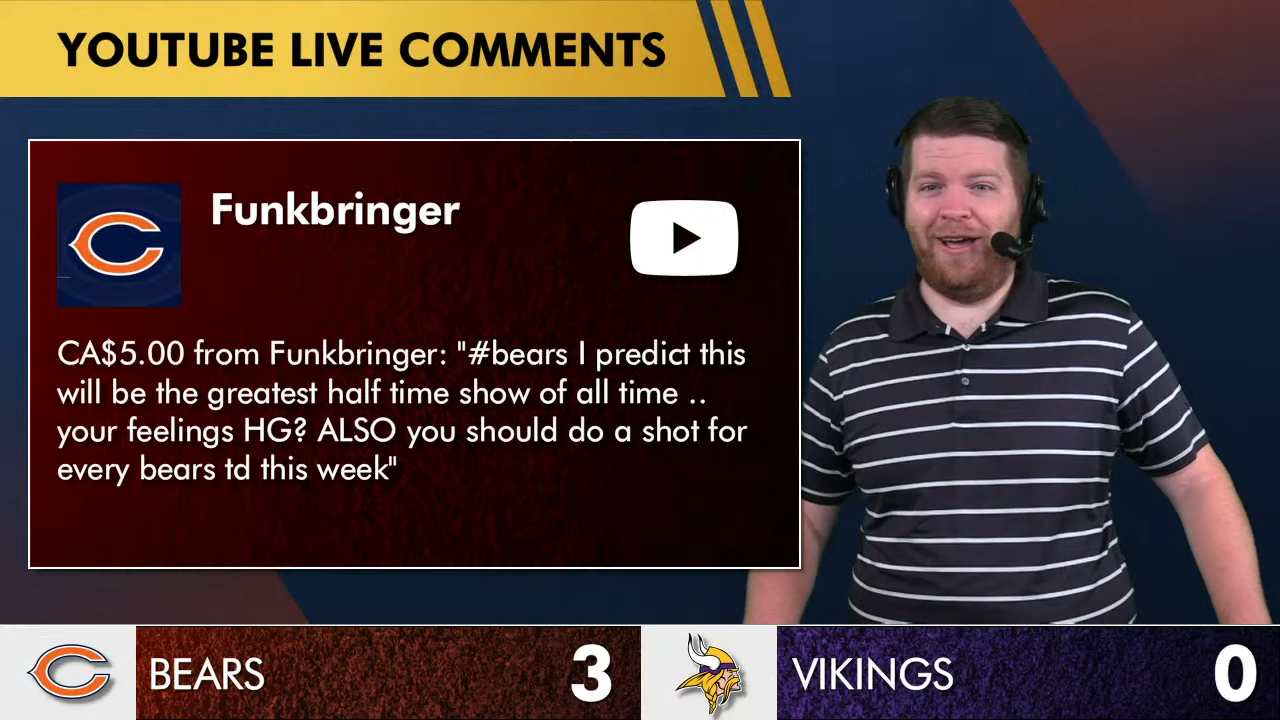 YOUTUBE LIVE COMMENTS
Funkbringer
CA$5.00 from Funkbringer: "#bears I predict this
will be the greatest half time show of all time ..
your feelings HG? ALSO you should do a shot for
every bears td this week"
BEARS 3 VIKINGS 0